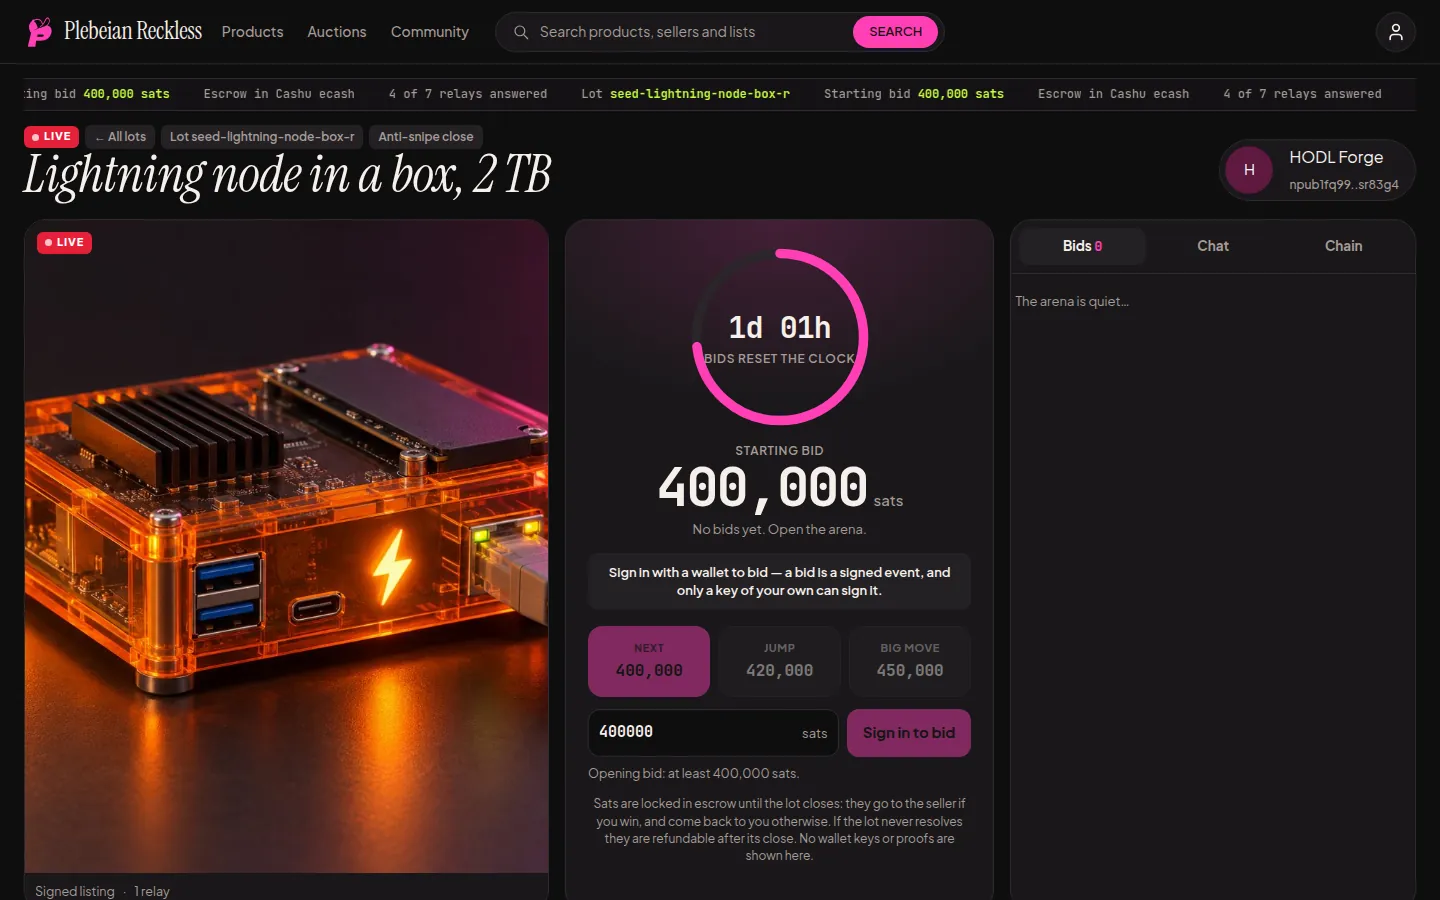 Plebeian Reckless
Products
Auctions
Community
Search products, sellers and lists
SEARCH
ing bid 400,000 sats Escrow in Cashu ecash 4 of 7 relays answered Lot seed-lightning-node-box-r Starting bid 400,000 sats Escrow in Cashu ecash 4 of 7 relays answered
LIVE
← All lots
Lot seed-lightning-node-box-r
Anti-snipe close
Lightning node in a box, 2 TB
H
HODL Forge
npub1fq99..sr83g4
LIVE
Signed listing · 1 relay
1d 01h
BIDS RESET THE CLOCK
STARTING BID
400,000 sats
No bids yet. Open the arena.
Sign in with a wallet to bid — a bid is a signed event, and
only a key of your own can sign it.
NEXT
400,000
JUMP
420,000
BIG MOVE
450,000
400000 sats
Sign in to bid
Opening bid: at least 400,000 sats.
Sats are locked in escrow until the lot closes: they go to the seller if
you win, and come back to you otherwise. If the lot never resolves
they are refundable after its close. No wallet keys or proofs are
shown here.
Bids 0
Chat
Chain
The arena is quiet…